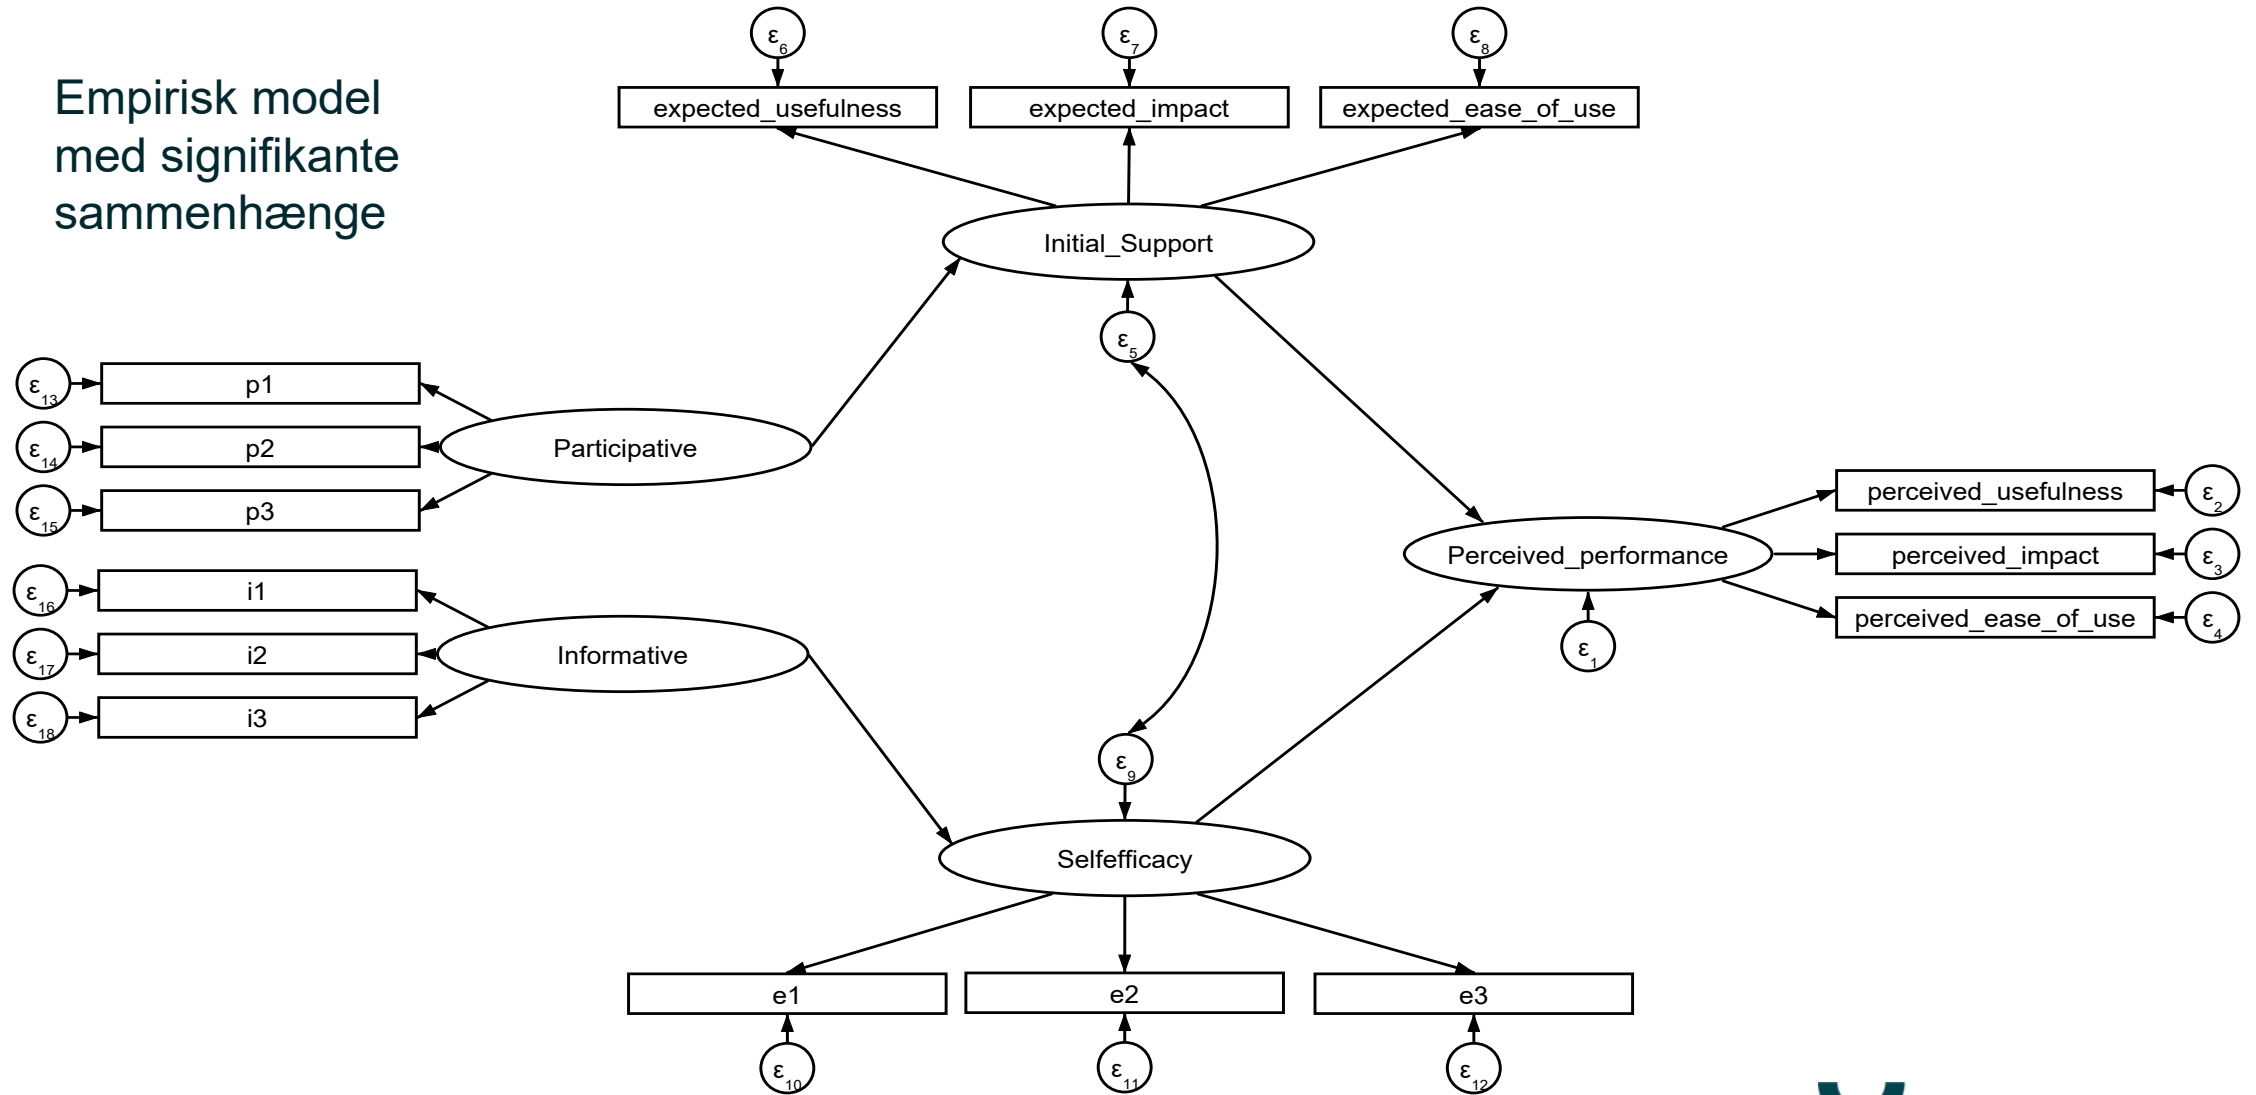 Empirisk model
med signifikante
sammenhænge
ε6
ε7
ε8
expected_usefulness
expected_impact
expected_ease_of_use
Initial_Support
ε5
ε13
p1
ε14
p2
ε15
p3
Participative
ε16
i1
ε17
i2
ε18
i3
Informative
Perceived_performance
ε1
perceived_usefulness
ε2
perceived_impact
ε3
perceived_ease_of_use
ε4
ε9
Selfefficacy
e1
e2
e3
ε10
ε11
ε12